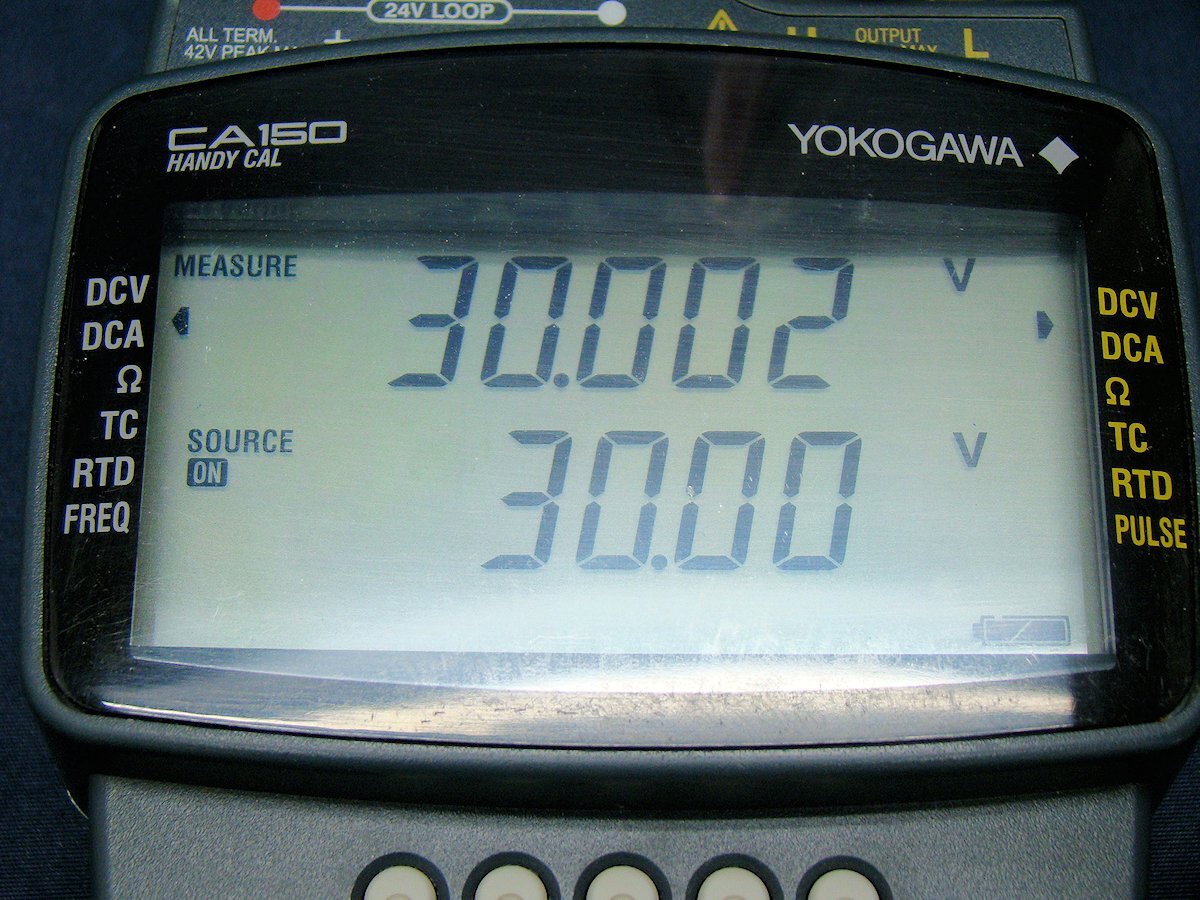 24V LOOP
ALL TERM.
42V PEAK
OUTPUT
MAX
L
CA150
HANDY CAL
YOKOGAWA
MEASURE
30.002 V
SOURCE
ON
30.00 V
DCV
DCA
Ω
TC
RTD
FREQ
DCV
DCA
Ω
TC
RTD
PULSE